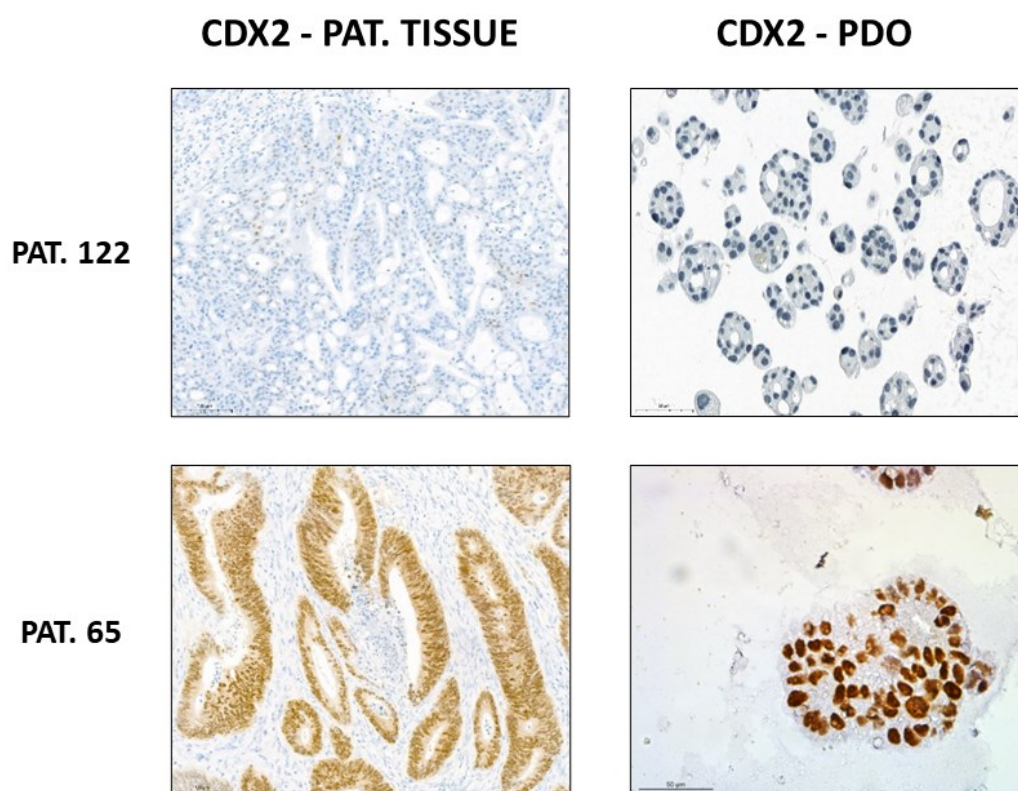 CDX2 - PAT. TISSUE
CDX2 - PDO
PAT. 122
PAT. 65
50 µm